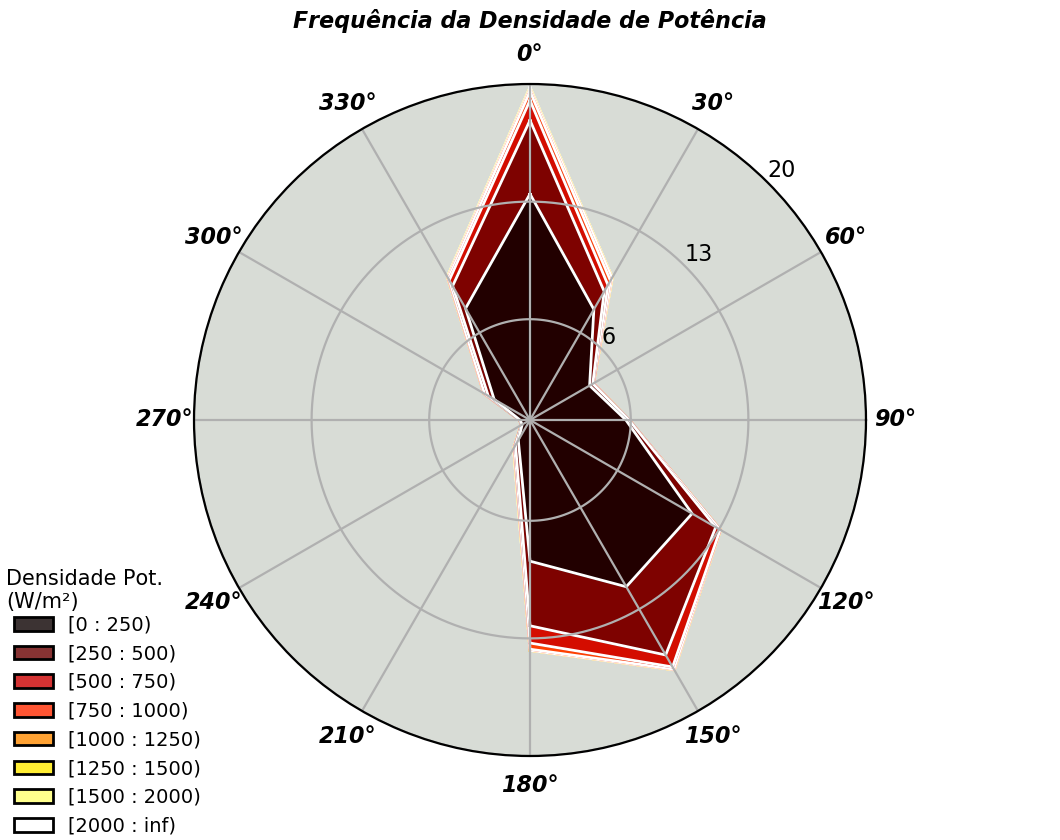 Frequência da Densidade de Potência
0°
330°
30°
20
300°
60°
13
6
270°
90°
240°
120°
210°
150°
180°
Densidade Pot.
(W/m²)
[0 : 250)
[250 : 500)
[500 : 750)
[750 : 1000)
[1000 : 1250)
[1250 : 1500)
[1500 : 2000)
[2000 : inf)